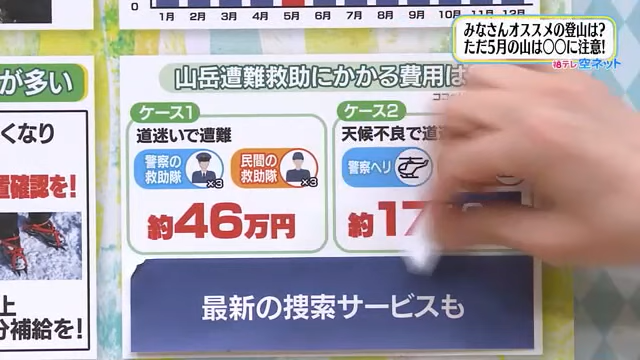 みなさんオススメの登山は?
ただ5月の山は〇〇に注意!
福テレ 空ネット
0
1月 2月 3月 4月 5月 6月 7月 8月 9月 10月 11月 12月
が多い
くなり
置確認を!
上
分補給を!
山岳遭難救助にかかる費用は
ケース1
道迷いで遭難
警察の
救助隊
×3
民間の
救助隊
×3
約46万円
ケース2
天候不良で
警察ヘリ
約17
最新の捜索サービスも